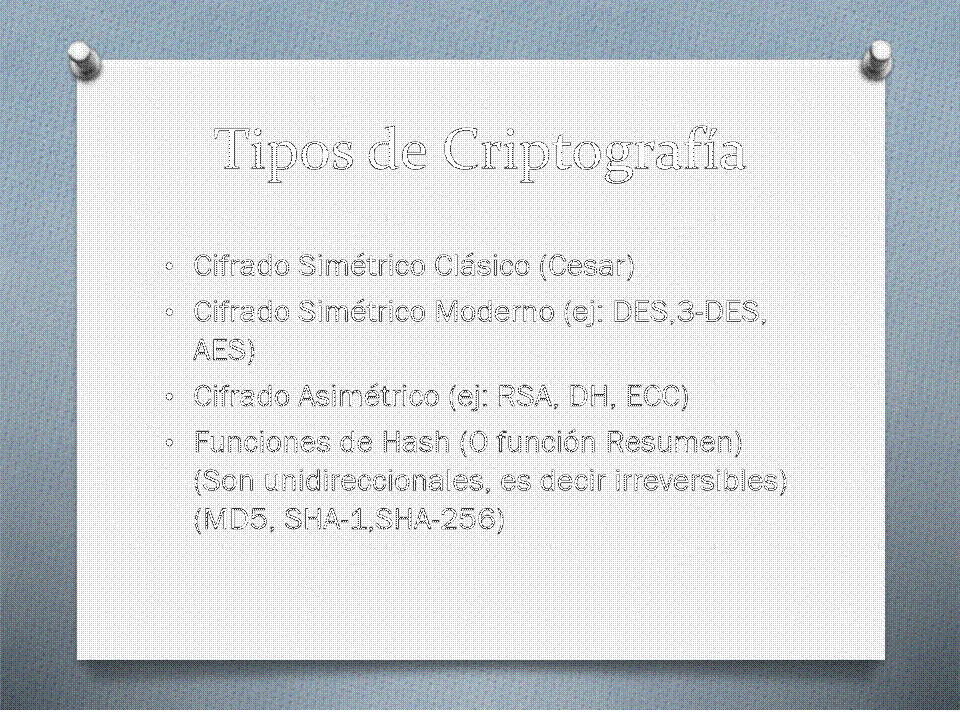 Tipos de Criptografía
• Cifrado Simétrico Clásico (Cesar)
• Cifrado Simétrico Moderno (ej: DES,3-DES,
AES)
• Cifrado Asimétrico (ej: RSA, DH, ECC)
• Funciones de Hash (O función Resumen)
(Son unidireccionales, es decir irreversibles)
(MD5, SHA-1,SHA-256)